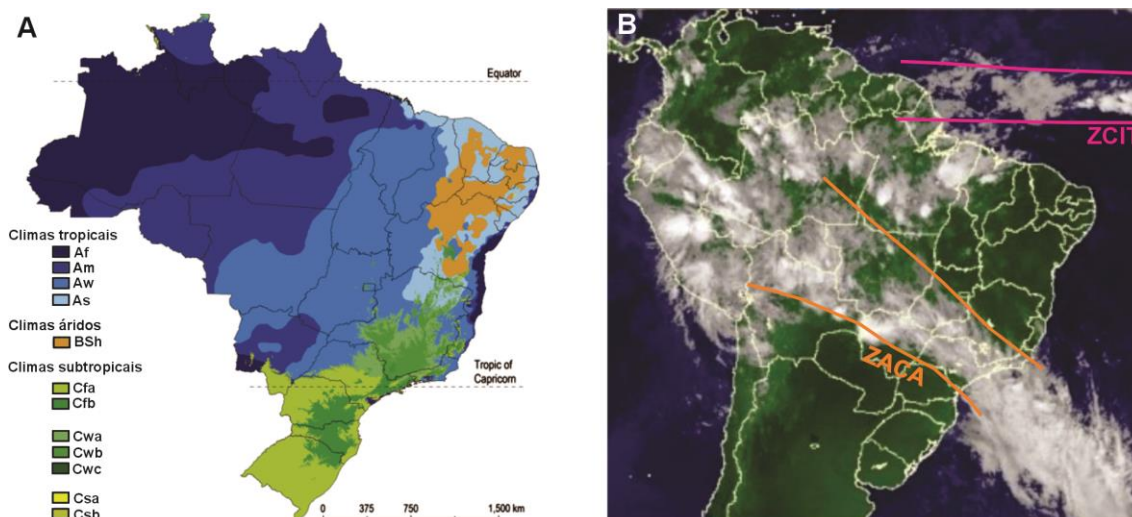 A
Equator
Climas tropicais
Af
Am
Aw
As
Climas áridos
BSh
Climas subtropicais
Cfa
Cfb
Cwa
Cwb
Cwc
Csa
Csb
Tropic of
Capricorn
0 375 750 1,500 km
B
ZCIT
ZACA